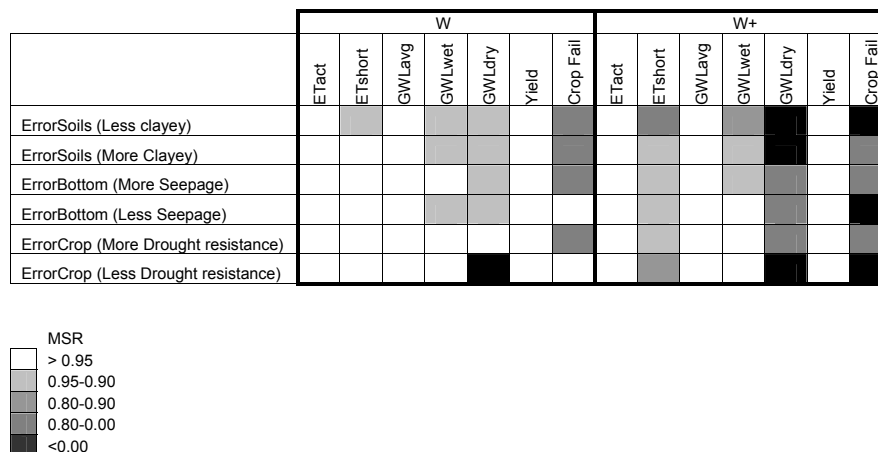 W W+
ETact ETshort GWLavg GWLwet GWLdry Yield Crop Fail ETact ETshort GWLavg GWLwet GWLdry Yield Crop Fail
ErrorSoils (Less clayey)
ErrorSoils (More Clayey)
ErrorBottom (More Seepage)
ErrorBottom (Less Seepage)
ErrorCrop (More Drought resistance)
ErrorCrop (Less Drought resistance)
MSR
> 0.95
0.95-0.90
0.80-0.90
0.80-0.00
<0.00